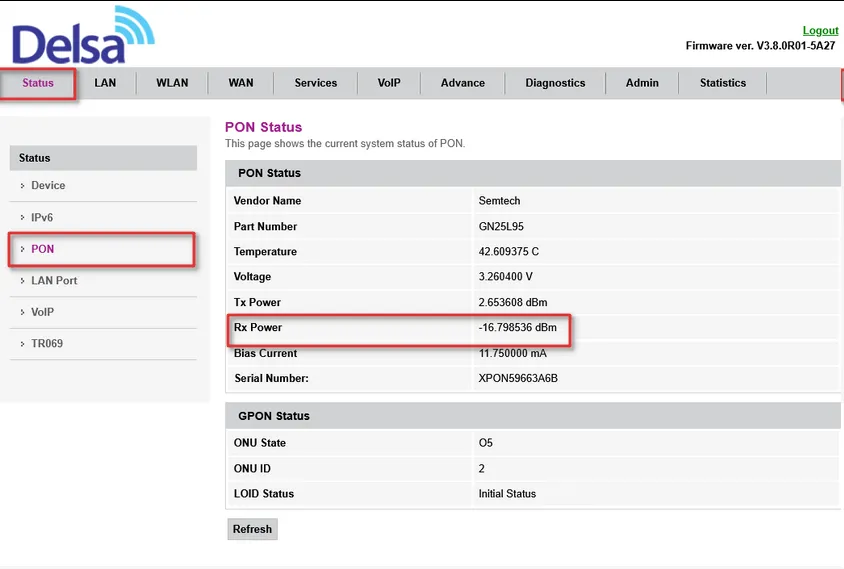 Delsa
Logout
Firmware ver. V3.8.0R01-5A27
Status LAN WLAN WAN Services VoIP Advance Diagnostics Admin Statistics
Status
Device
IPv6
PON
LAN Port
VoIP
TR069
PON Status
This page shows the current system status of PON.
PON Status
Vendor Name Semtech
Part Number GN25L95
Temperature 42.609375 C
Voltage 3.260400 V
Tx Power 2.653608 dBm
Rx Power -16.798536 dBm
Bias Current 11.750000 mA
Serial Number: XPON59663A6B
GPON Status
ONU State O5
ONU ID 2
LOID Status Initial Status
Refresh